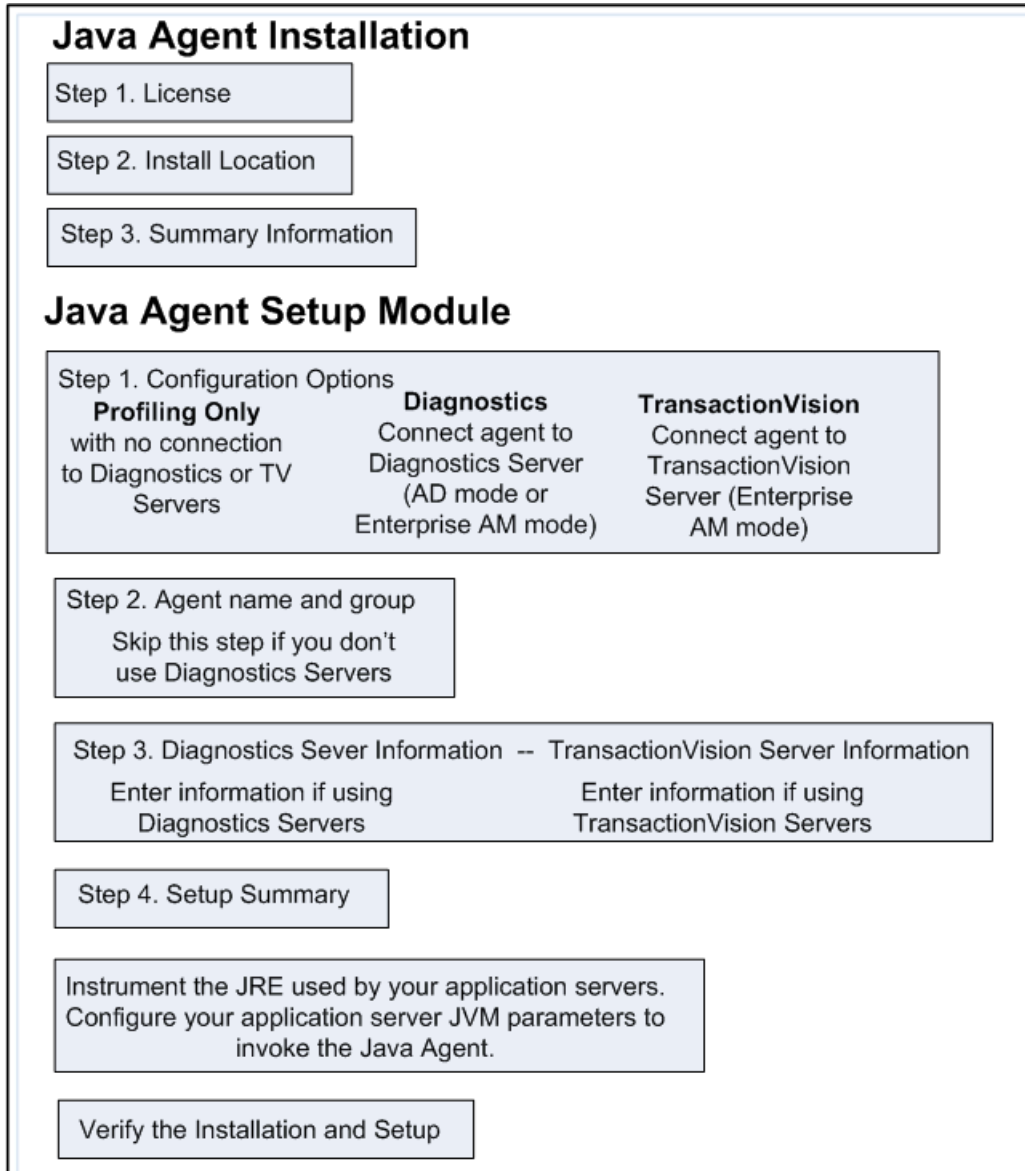 Java Agent Installation
Step 1. License
Step 2. Install Location
Step 3. Summary Information
Java Agent Setup Module
Step 1. Configuration Options
Profiling Only
with no connection
to Diagnostics or TV
Servers
Diagnostics
Connect agent to
Diagnostics Server
(AD mode or
Enterprise AM mode)
TransactionVision
Connect agent to
TransactionVision
Server (Enterprise
AM mode)
Step 2. Agent name and group
Skip this step if you don't
use Diagnostics Servers
Step 3. Diagnostics Sever Information -- TransactionVision Server Information
Enter information if using
Diagnostics Servers
Enter information if using
TransactionVision Servers
Step 4. Setup Summary
Instrument the JRE used by your application servers.
Configure your application server JVM parameters to
invoke the Java Agent.
Verify the Installation and Setup